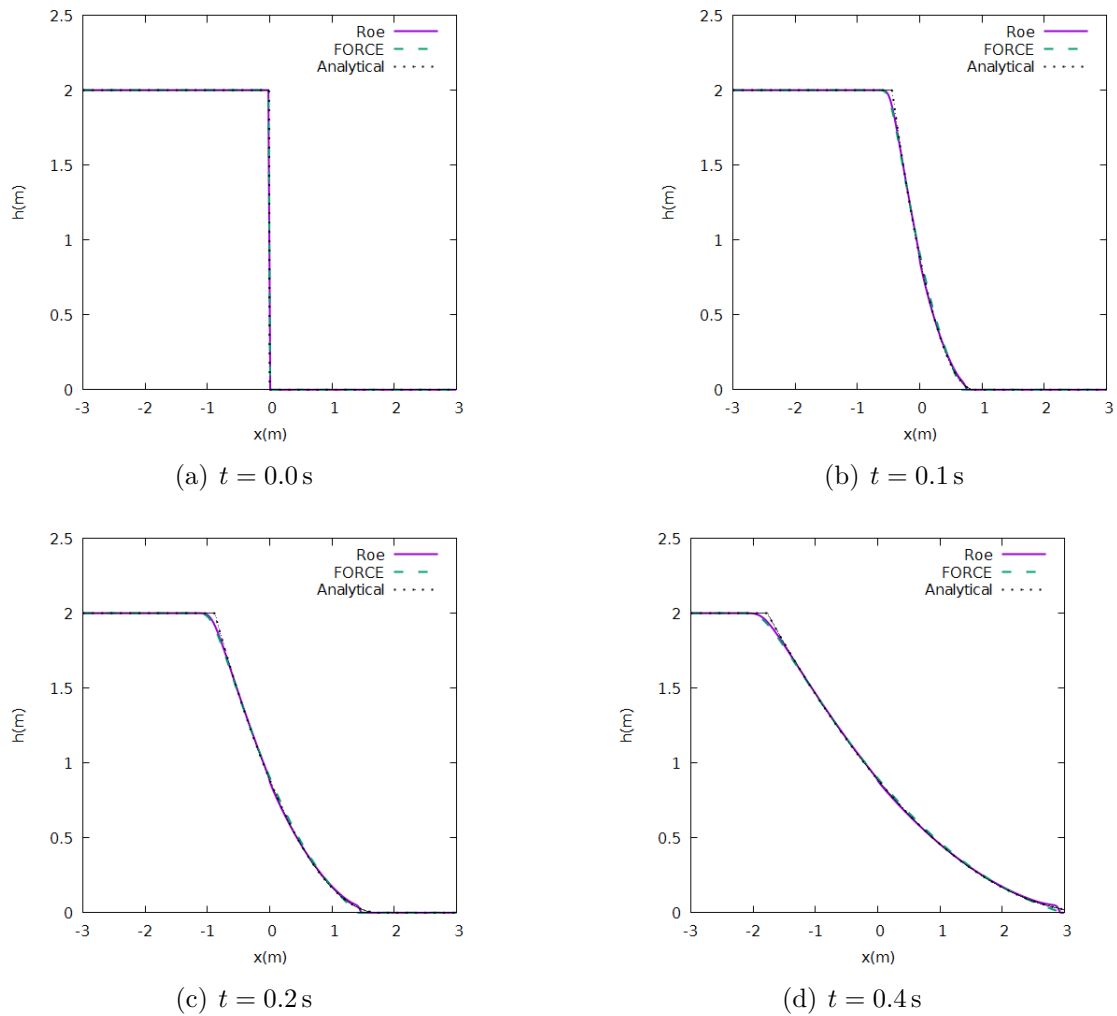 2.5
2
1.5
1
0.5
0
h(m)
Roe
FORCE
Analytical
-3 -2 -1 0 1 2 3
x(m)
(a) t = 0.0 s
2.5
2
1.5
1
0.5
0
h(m)
Roe
FORCE
Analytical
-3 -2 -1 0 1 2 3
x(m)
(b) t = 0.1 s
2.5
2
1.5
1
0.5
0
h(m)
Roe
FORCE
Analytical
-3 -2 -1 0 1 2 3
x(m)
(c) t = 0.2 s
2.5
2
1.5
1
0.5
0
h(m)
Roe
FORCE
Analytical
-3 -2 -1 0 1 2 3
x(m)
(d) t = 0.4 s